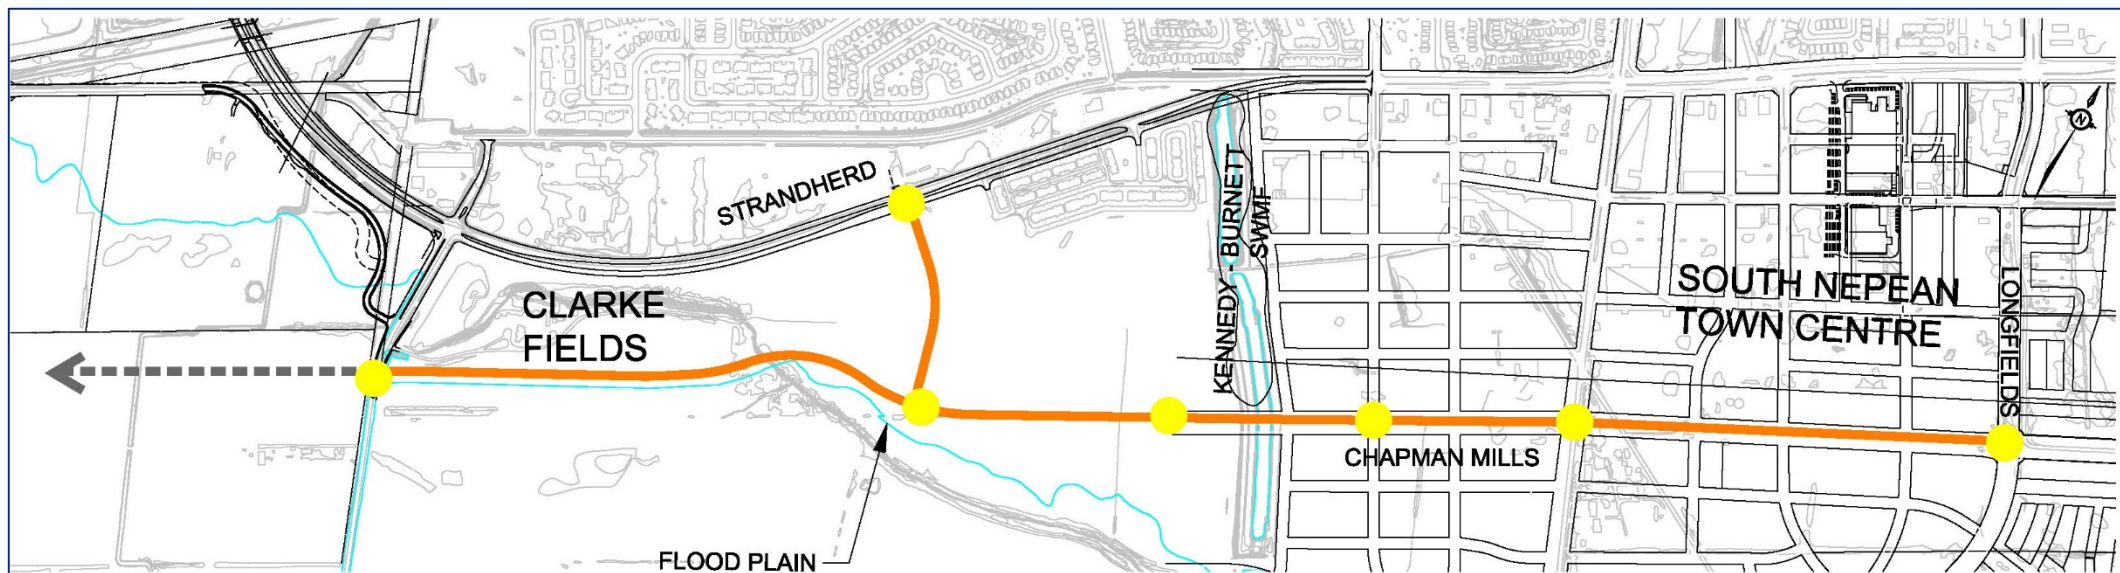 STRANDHERD
KENNEDY - BURNETT
SWMF
N
CLARKE
FIELDS
SOUTH NEPEAN
TOWN CENTRE
LONGFIELDS
CHAPMAN MILLS
FLOOD PLAIN